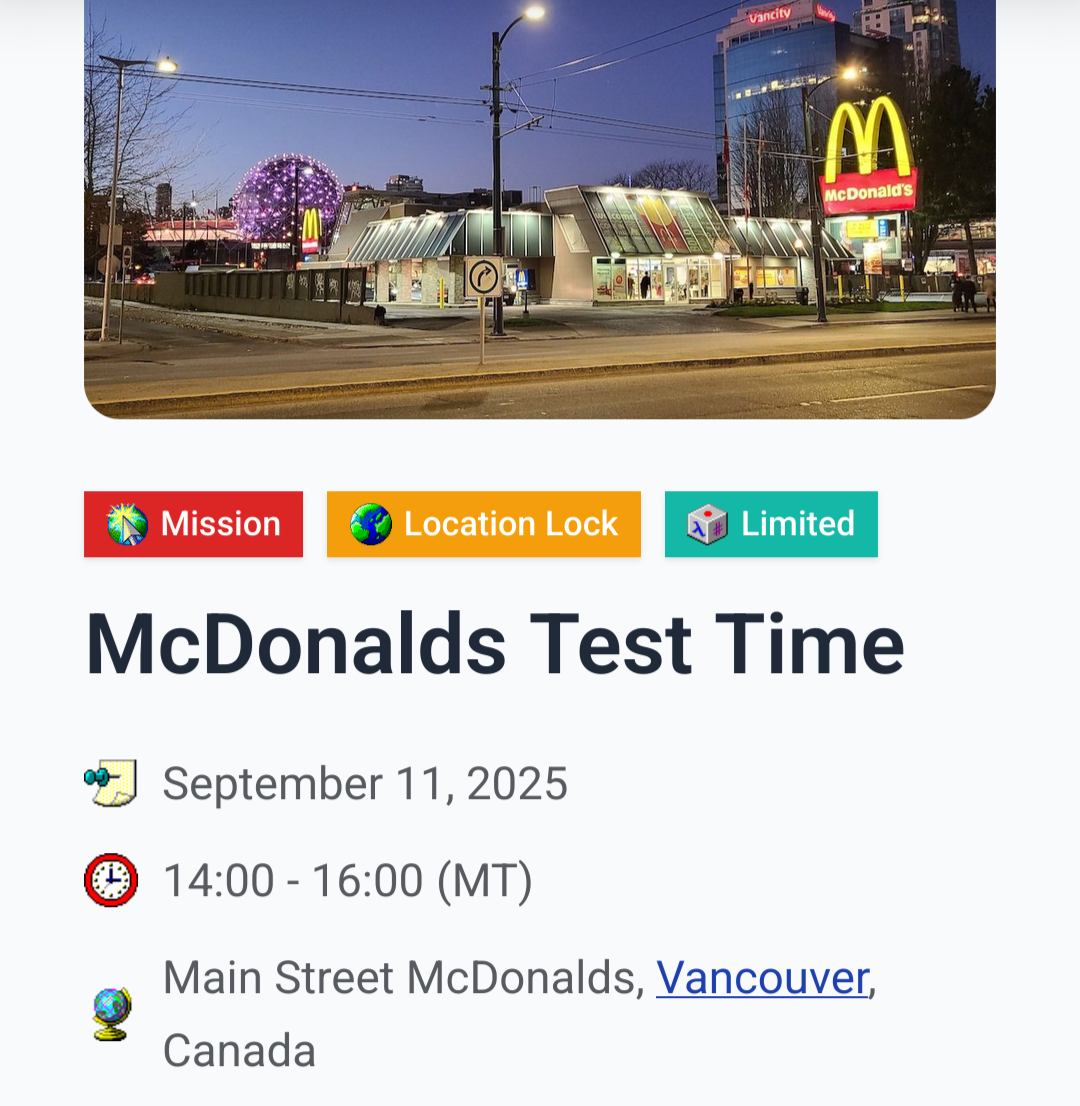 Vancity
McDonald's
Mission
Location Lock
Limited
McDonalds Test Time
September 11, 2025
14:00 - 16:00 (MT)
Main Street McDonalds, Vancouver,
Canada